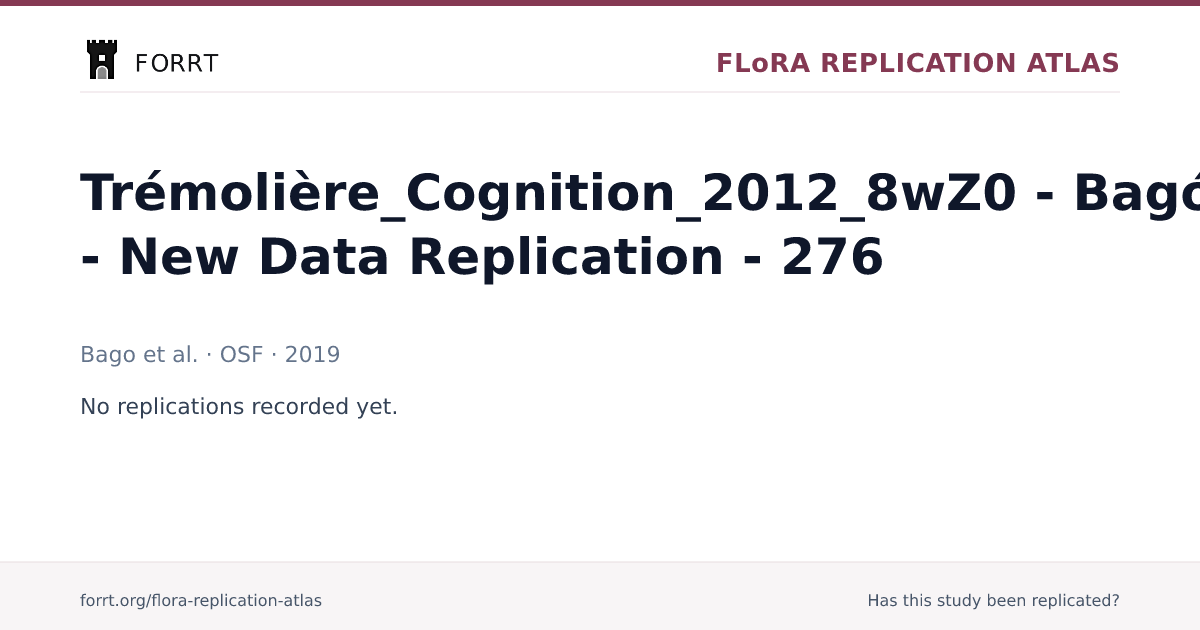 FORRT
FLoRA REPLICATION ATLAS
Trémolière_Cognition_2012_8wZ0 - Bagó
- New Data Replication - 276
Bago et al. · OSF · 2019
No replications recorded yet.
forrt.org/flora-replication-atlas
Has this study been replicated?